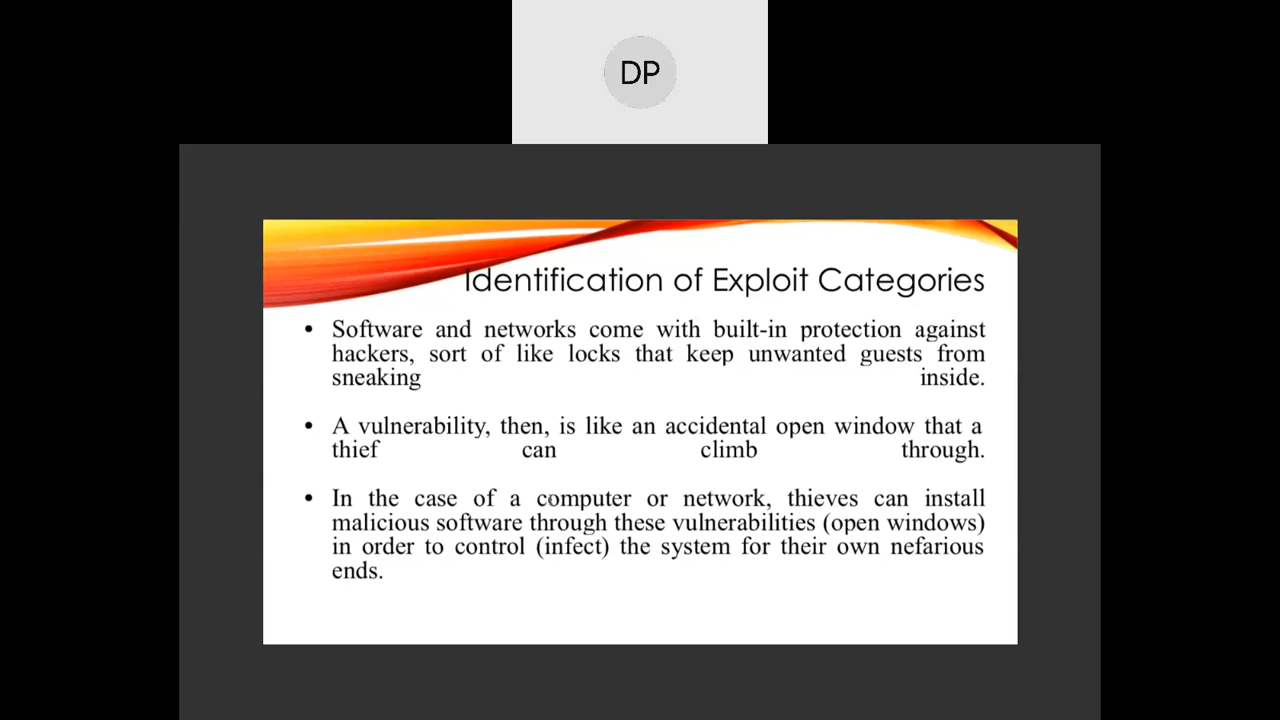 DP
Identification of Exploit Categories
• Software and networks come with built-in protection against
hackers, sort of like locks that keep unwanted guests from
sneaking inside.
• A vulnerability, then, is like an accidental open window that a
thief can climb through.
• In the case of a computer or network, thieves can install
malicious software through these vulnerabilities (open windows)
in order to control (infect) the system for their own nefarious
ends.